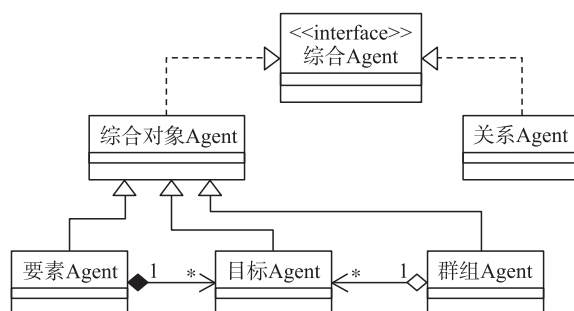 <<interface>>
综合Agent
综合对象Agent
关系Agent
要素Agent
1
*
目标Agent
*
1
群组Agent